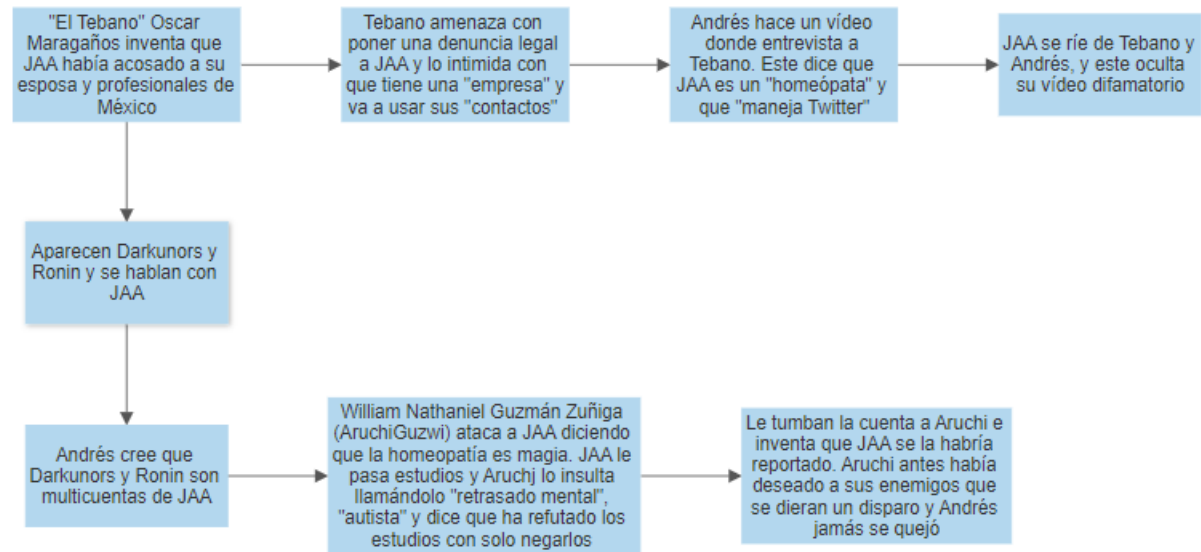 "El Tebano" Oscar
Maragaños inventa que
JAA había acosado a su
esposa y profesionales de
México
Tebano amenaza con
poner una denuncia legal
a JAA y lo intimida con
que tiene una "empresa" y
va a usar sus "contactos"
Andrés hace un vídeo
donde entrevista a
Tebano. Este dice que
JAA es un "homeópata" y
que "maneja Twitter"
JAA se ríe de Tebano y
Andrés, y este oculta
su vídeo difamatorio
Aparecen Darkunors y
Ronin y se hablan con
JAA
Andrés cree que
Darkunors y Ronin son
multicuentas de JAA
William Nathaniel Guzmán Zuñiga
(AruchiGuzwi) ataca a JAA diciendo
que la homeopatía es magia. JAA le
pasa estudios y Aruchj lo insulta
llamándolo "retrasado mental",
"autista" y dice que ha refutado los
estudios con solo negarlos
Le tumban la cuenta a Aruchi e
inventa que JAA se la habría
reportado. Aruchi antes había
deseado a sus enemigos que
se dieran un disparo y Andrés
jamás se quejó